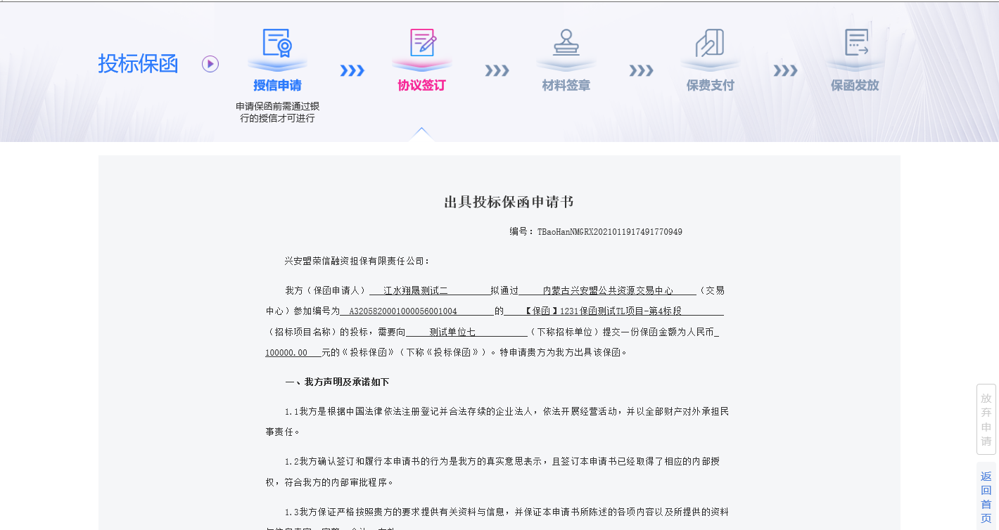 投标保函
授信申请
协议签订
材料签章
保费支付
保函发放
申请保函前需通过银
行的授信才可进行
出具投标保函申请书
编号：TBaoHanNMGRX2021011917491770949
兴安盟荣信融资担保有限责任公司：
我方（保函申请人） 江水翔晟测试二 拟通过 内蒙古兴安盟公共资源交易中心 （交易
中心）参加编号为 A3205820001000056001004 的 【保函】1231保函测试TL项目-第4标段
（招标项目名称）的投标，需要向 测试单位七 （下称招标单位）提交一份保函金额为人民币
100000.00 元的《投标保函》（下称《投标保函》）。特申请贵方为我方出具该保函。
一、我方声明及承诺如下
1.1我方是根据中国法律依法注册登记并合法存续的企业法人，依法开展经营活动，并以全部财产对外承担民
事责任。
1.2我方确认签订和履行本申请书的行为是我方的真实意思表示，且签订本申请书已经取得了相应的内部授
权，符合我方的内部审批程序。
1.3我方保证严格按照贵方的要求提供有关资料与信息，并保证本申请书所陈述的各项内容以及所提供的资料
放弃申请
返回首页